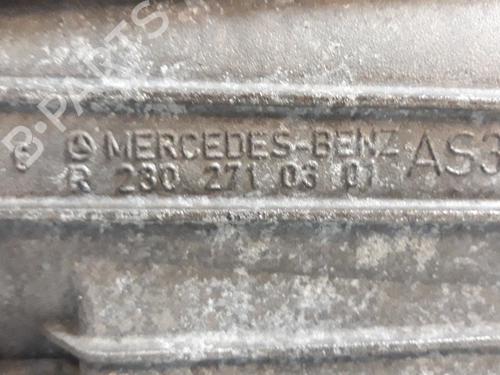 MERCEDES-BENZ
R 230 271 03 01 AS3
B-PARTS